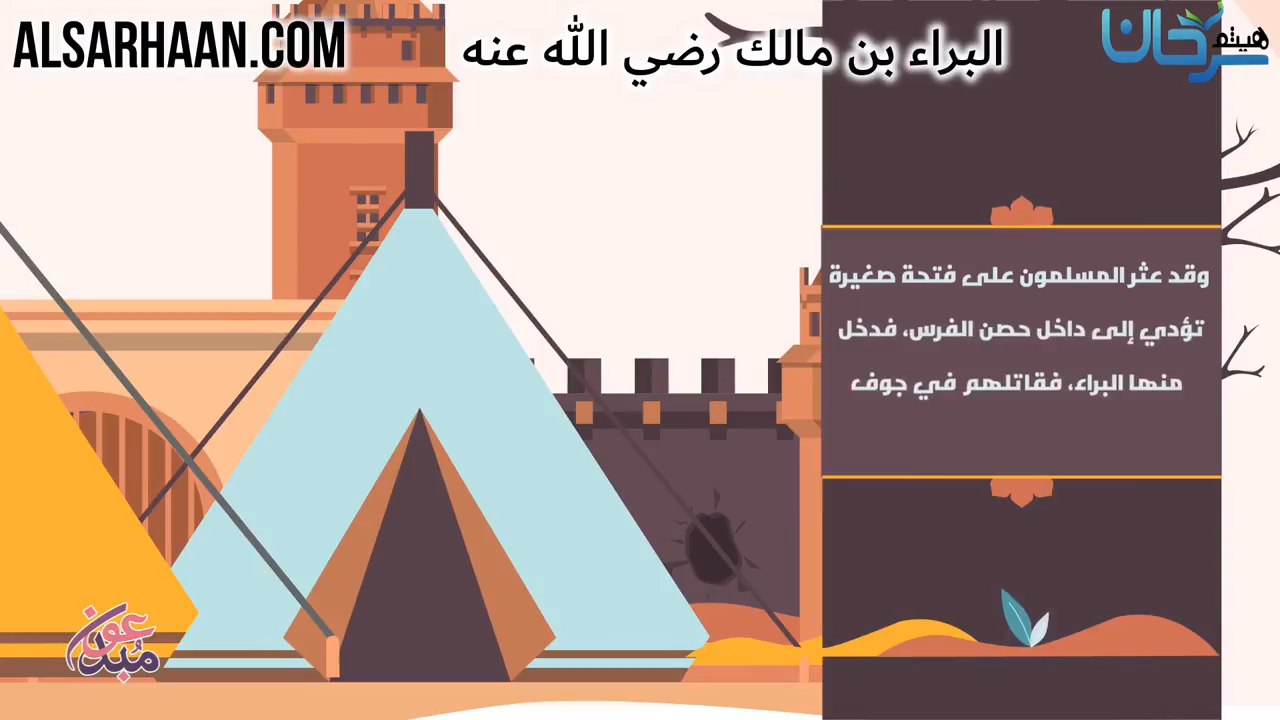 ALSARHAAN.COM
البراء بن مالك رضي الله عنه
هيثم
سرحان
وقد عثر المسلمون على فتحة صغيرة
تؤدي إلى داخل حصن الفرس، فدخل
منها البراء، فقاتلهم في جوف
مبدعون